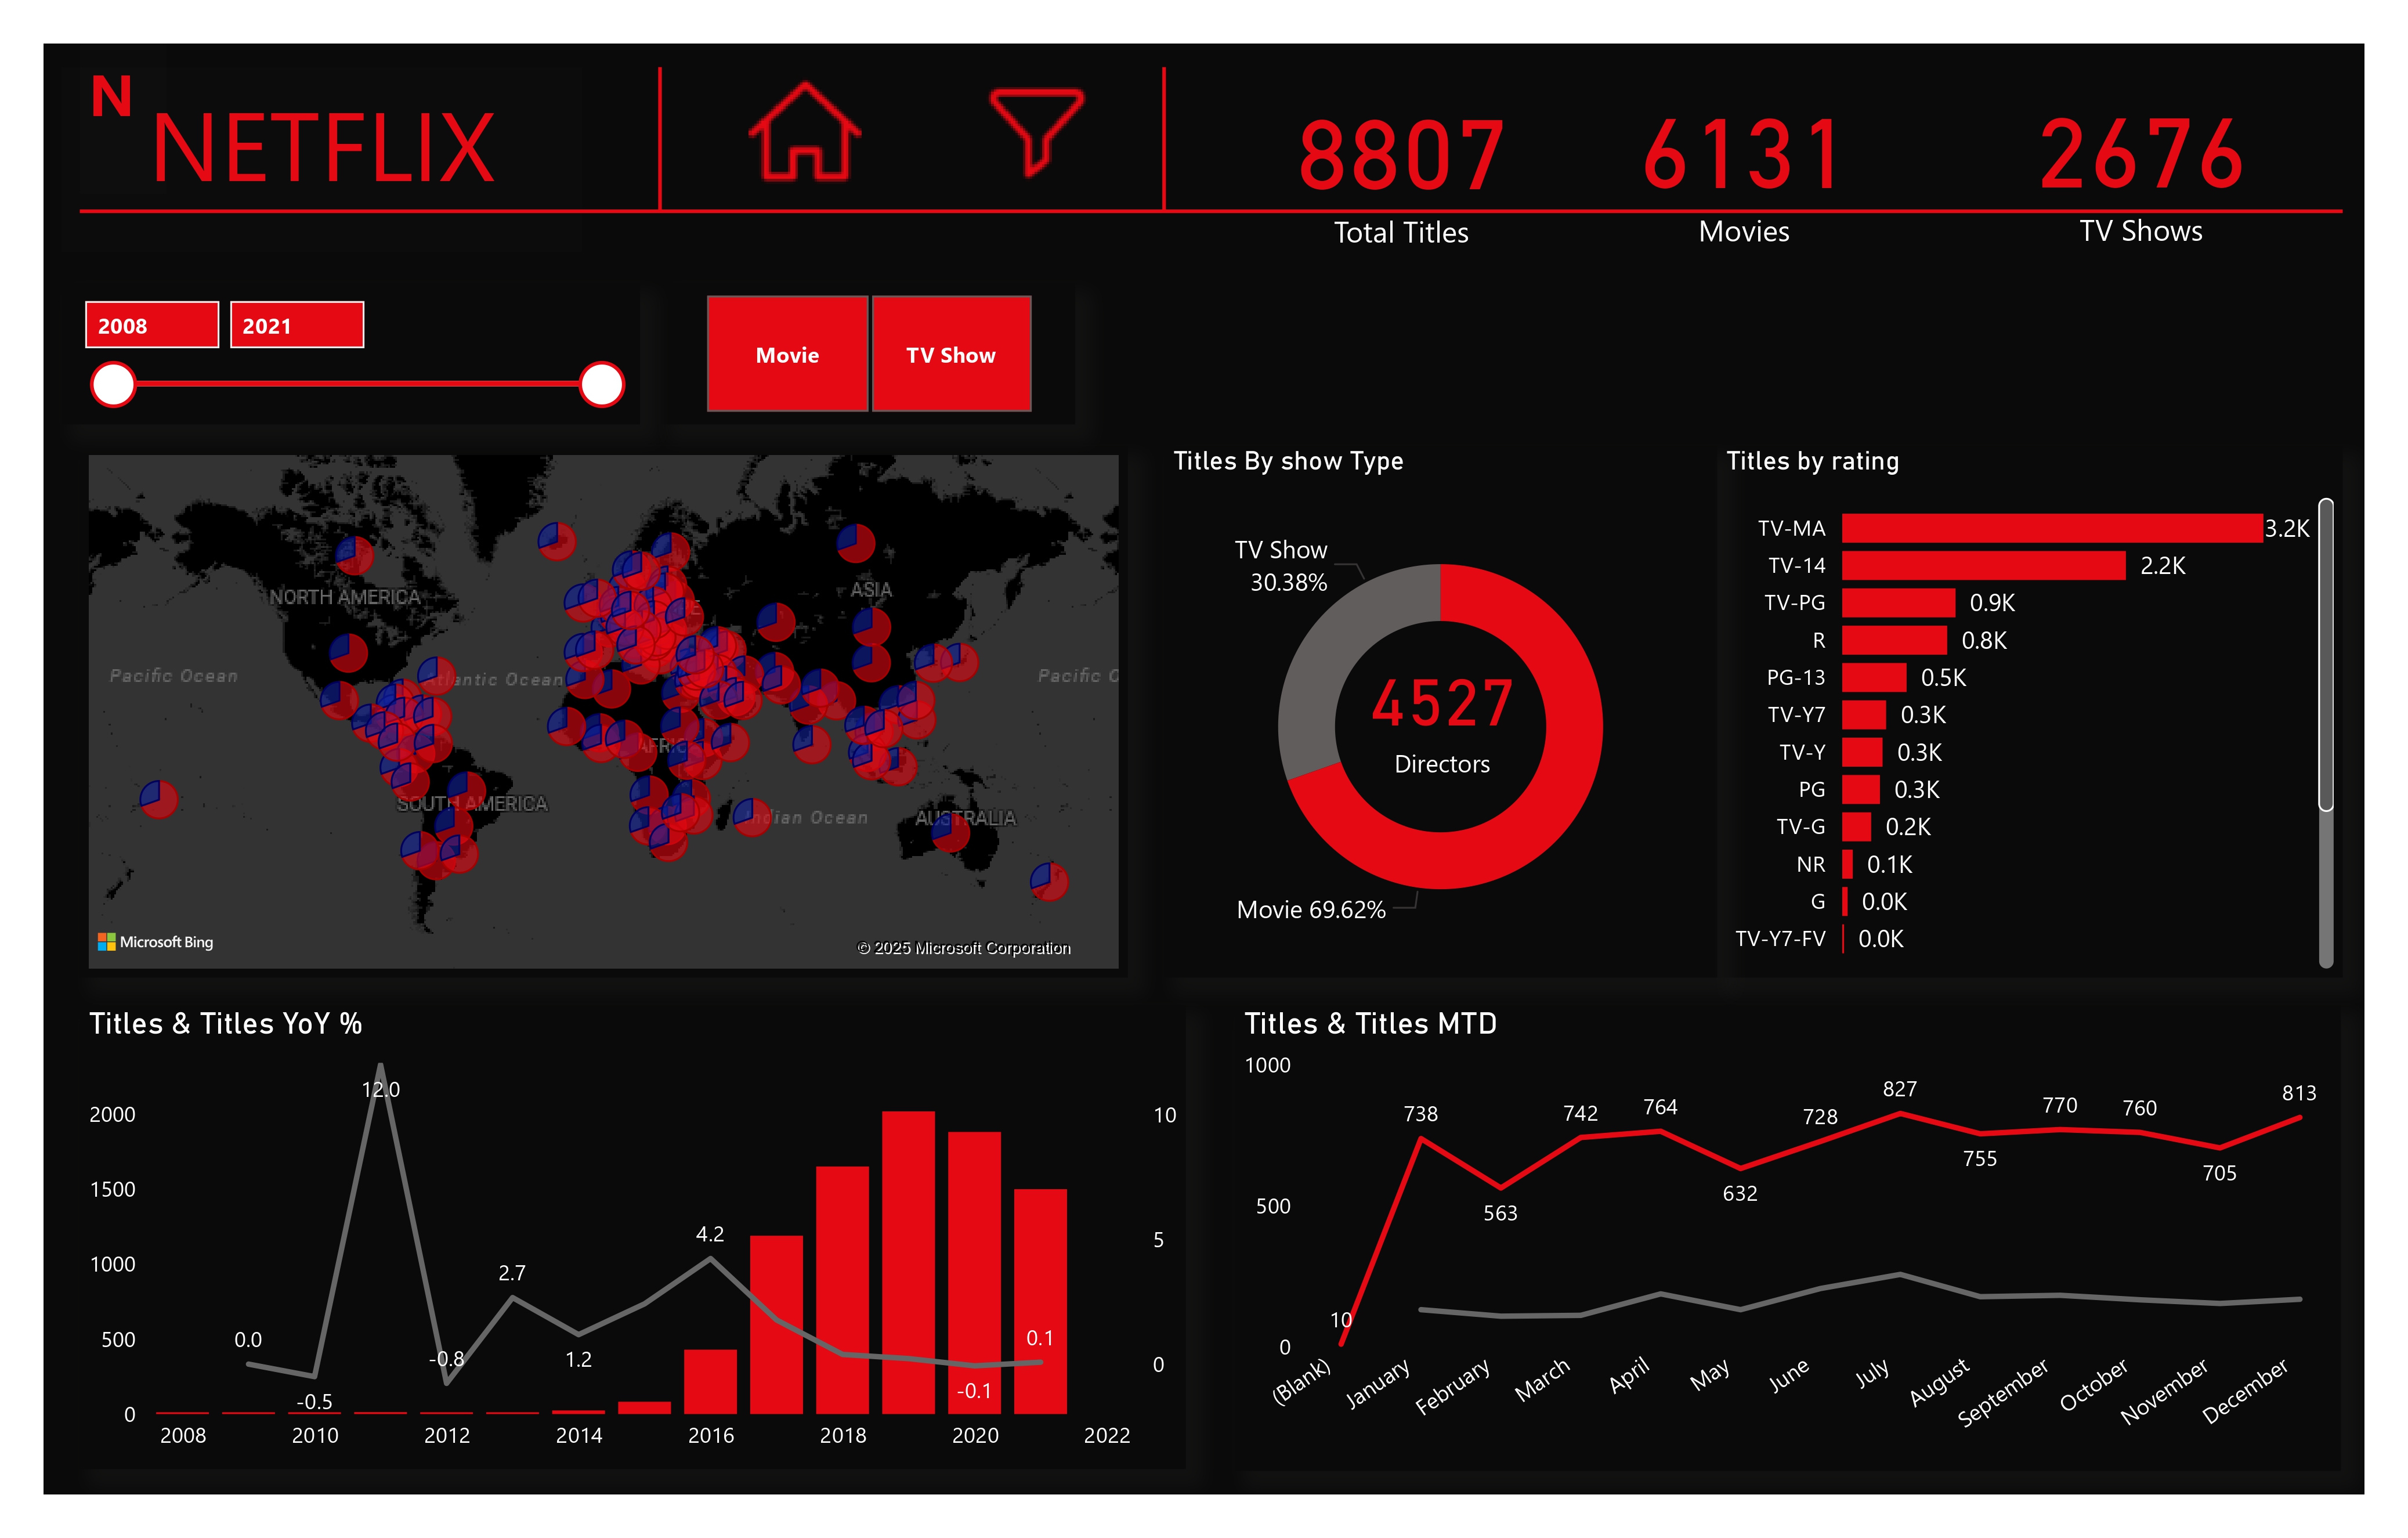 N
NETFLIX
8807
6131
2676
Total Titles
Movies
TV Shows
2008
2021
Movie
TV Show
NORTH AMERICA
ASIA
Pacific Ocean
Atlantic Ocean
Pacific O
AFRIC
SOUTH AMERICA
Indian Ocean
AUSTRALIA
Microsoft Bing
© 2025 Microsoft Corporation
Titles By show Type
TV Show
30.38%
4527
Directors
Movie 69.62%
Titles by rating
TV-MA 3.2K
TV-14 2.2K
TV-PG 0.9K
R 0.8K
PG-13 0.5K
TV-Y7 0.3K
TV-Y 0.3K
PG 0.3K
TV-G 0.2K
NR 0.1K
G 0.0K
TV-Y7-FV 0.0K
Titles & Titles YoY %
2000
1500
1000
500
0
12.0
4.2
2.7
0.0
-0.8
1.2
-0.5
0.1
-0.1
10
5
0
2008 2010 2012 2014 2016 2018 2020 2022
Titles & Titles MTD
1000
500
0
10
738
563
742
764
632
728
827
755
770
760
705
813
(Blank)
January
February
March
April
May
June
July
August
September
October
November
December